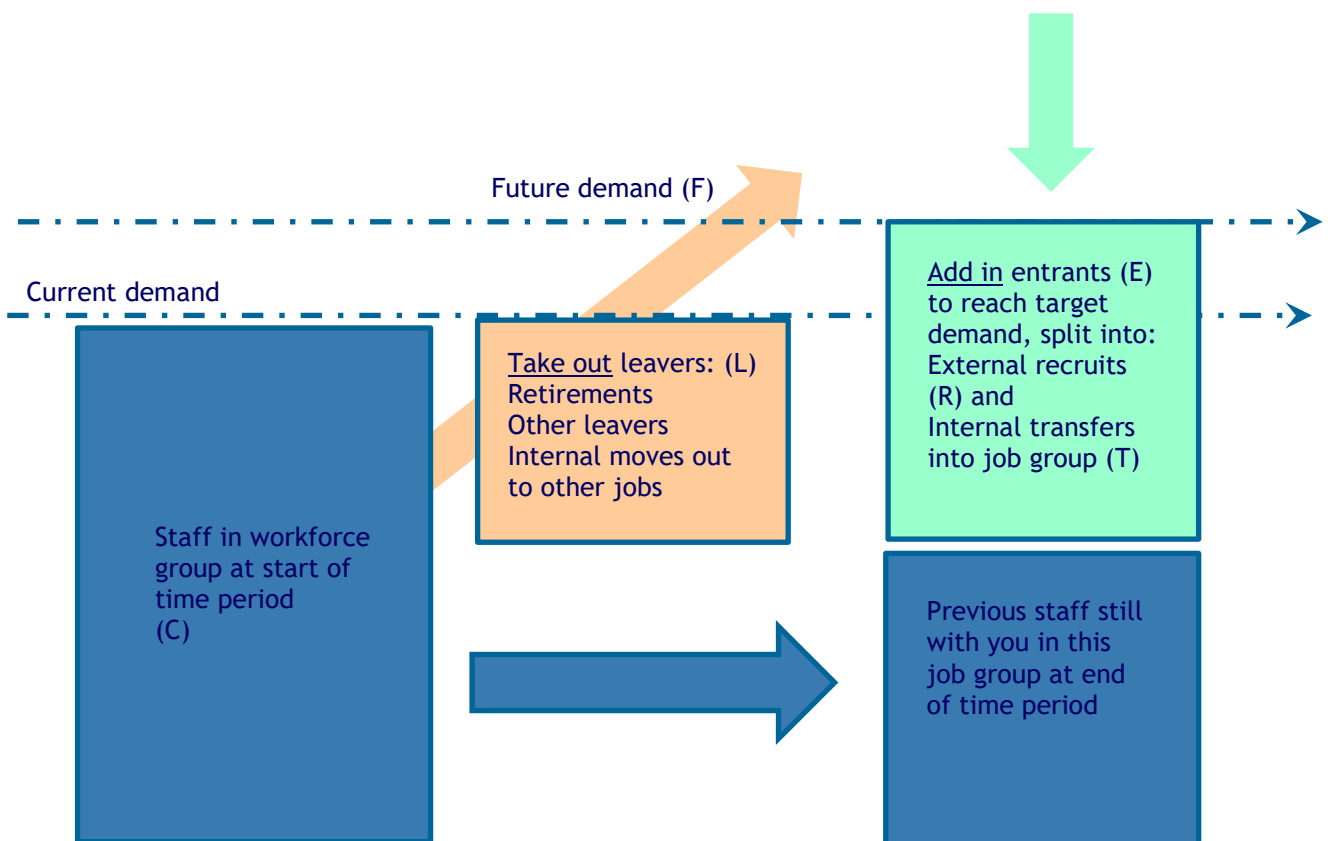 Future demand (F)
Current demand
Take out leavers: (L)
Retirements
Other leavers
Internal moves out
to other jobs
Add in entrants (E)
to reach target
demand, split into:
External recruits
(R) and
Internal transfers
into job group (T)
Staff in workforce
group at start of
time period
(C)
Previous staff still
with you in this
job group at end
of time period